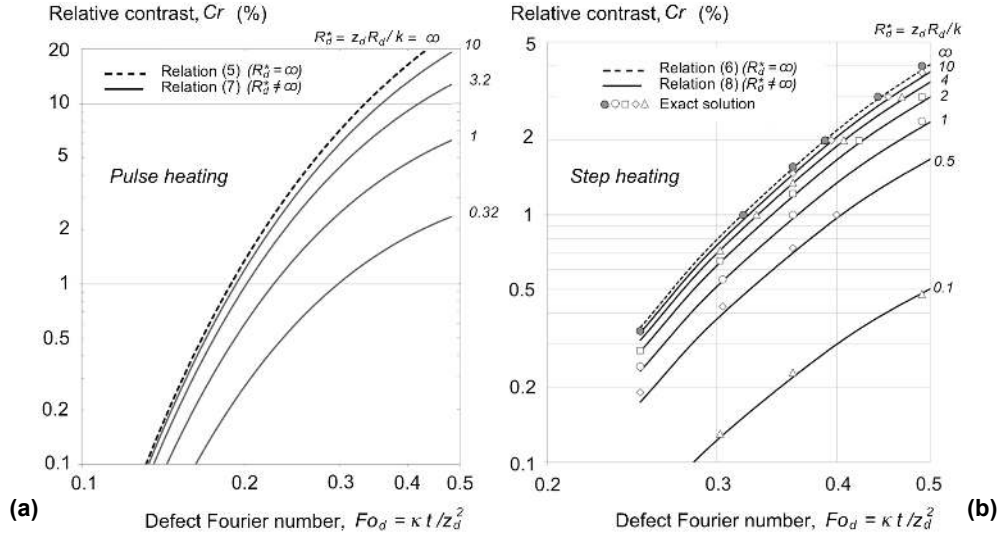 Relative contrast, Cr (%)
R*d = zd Rd / k = ∞
20
10
5
2
1
0.5
0.2
0.1
Relation (5) (R*d = ∞)
Relation (7) (R*d ≠ ∞)
Pulse heating
10
3.2
1
0.32
0.1
0.2
0.3
0.4
0.5
(a)
Defect Fourier number, Fod = κ t / zd²
Relative contrast, Cr (%)
R*d = zd Rd / k
5
2
1
0.5
0.2
0.1
Relation (6) (R*d = ∞)
Relation (8) (R*d ≠ ∞)
Exact solution
Step heating
∞
10
4
2
1
0.5
0.1
0.2
0.3
0.4
0.5
(b)
Defect Fourier number, Fod = κ t / zd²